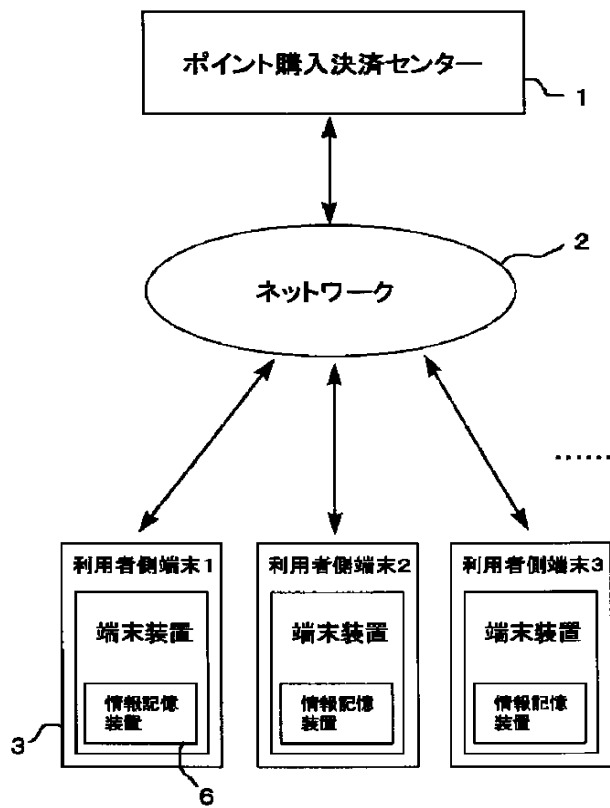 ポイント購入決済センター
1
2
ネットワーク
利用者側端末1
利用者側端末2
利用者側端末3
端末装置
端末装置
端末装置
情報記憶
装置
情報記憶
装置
情報記憶
装置
3
6